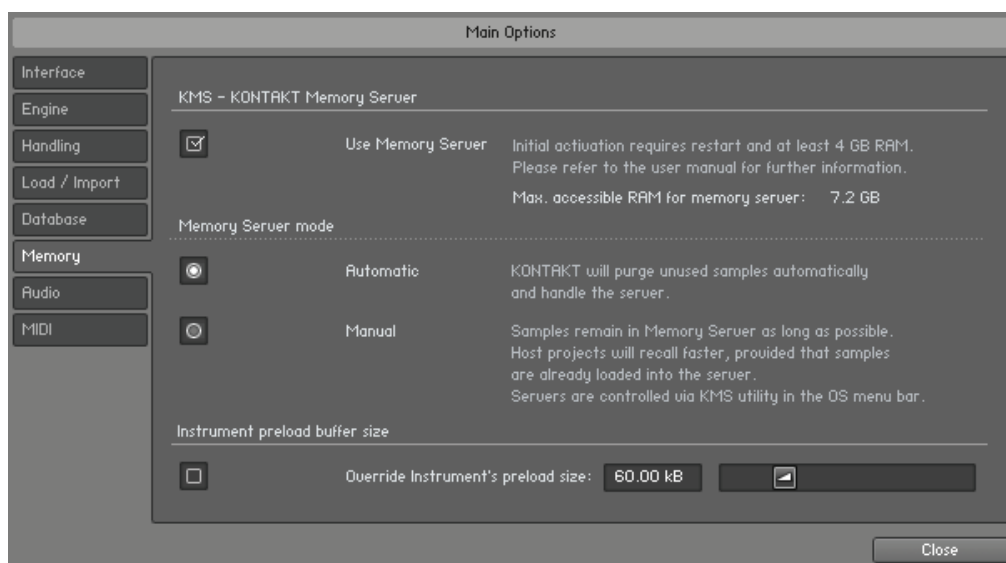 Main Options
Interface
Engine
Handling
Load / Import
Database
Memory
Audio
MIDI
KMS - KONTAKT Memory Server
Use Memory Server
Initial activation requires restart and at least 4 GB RAM.
Please refer to the user manual for further information.
Max. accessible RAM for memory server: 7.2 GB
Memory Server mode
Automatic
KONTAKT will purge unused samples automatically
and handle the server.
Manual
Samples remain in Memory Server as long as possible.
Host projects will recall faster, provided that samples
are already loaded into the server.
Servers are controlled via KMS utility in the OS menu bar.
Instrument preload buffer size
Override Instrument's preload size: 60.00 kB
Close